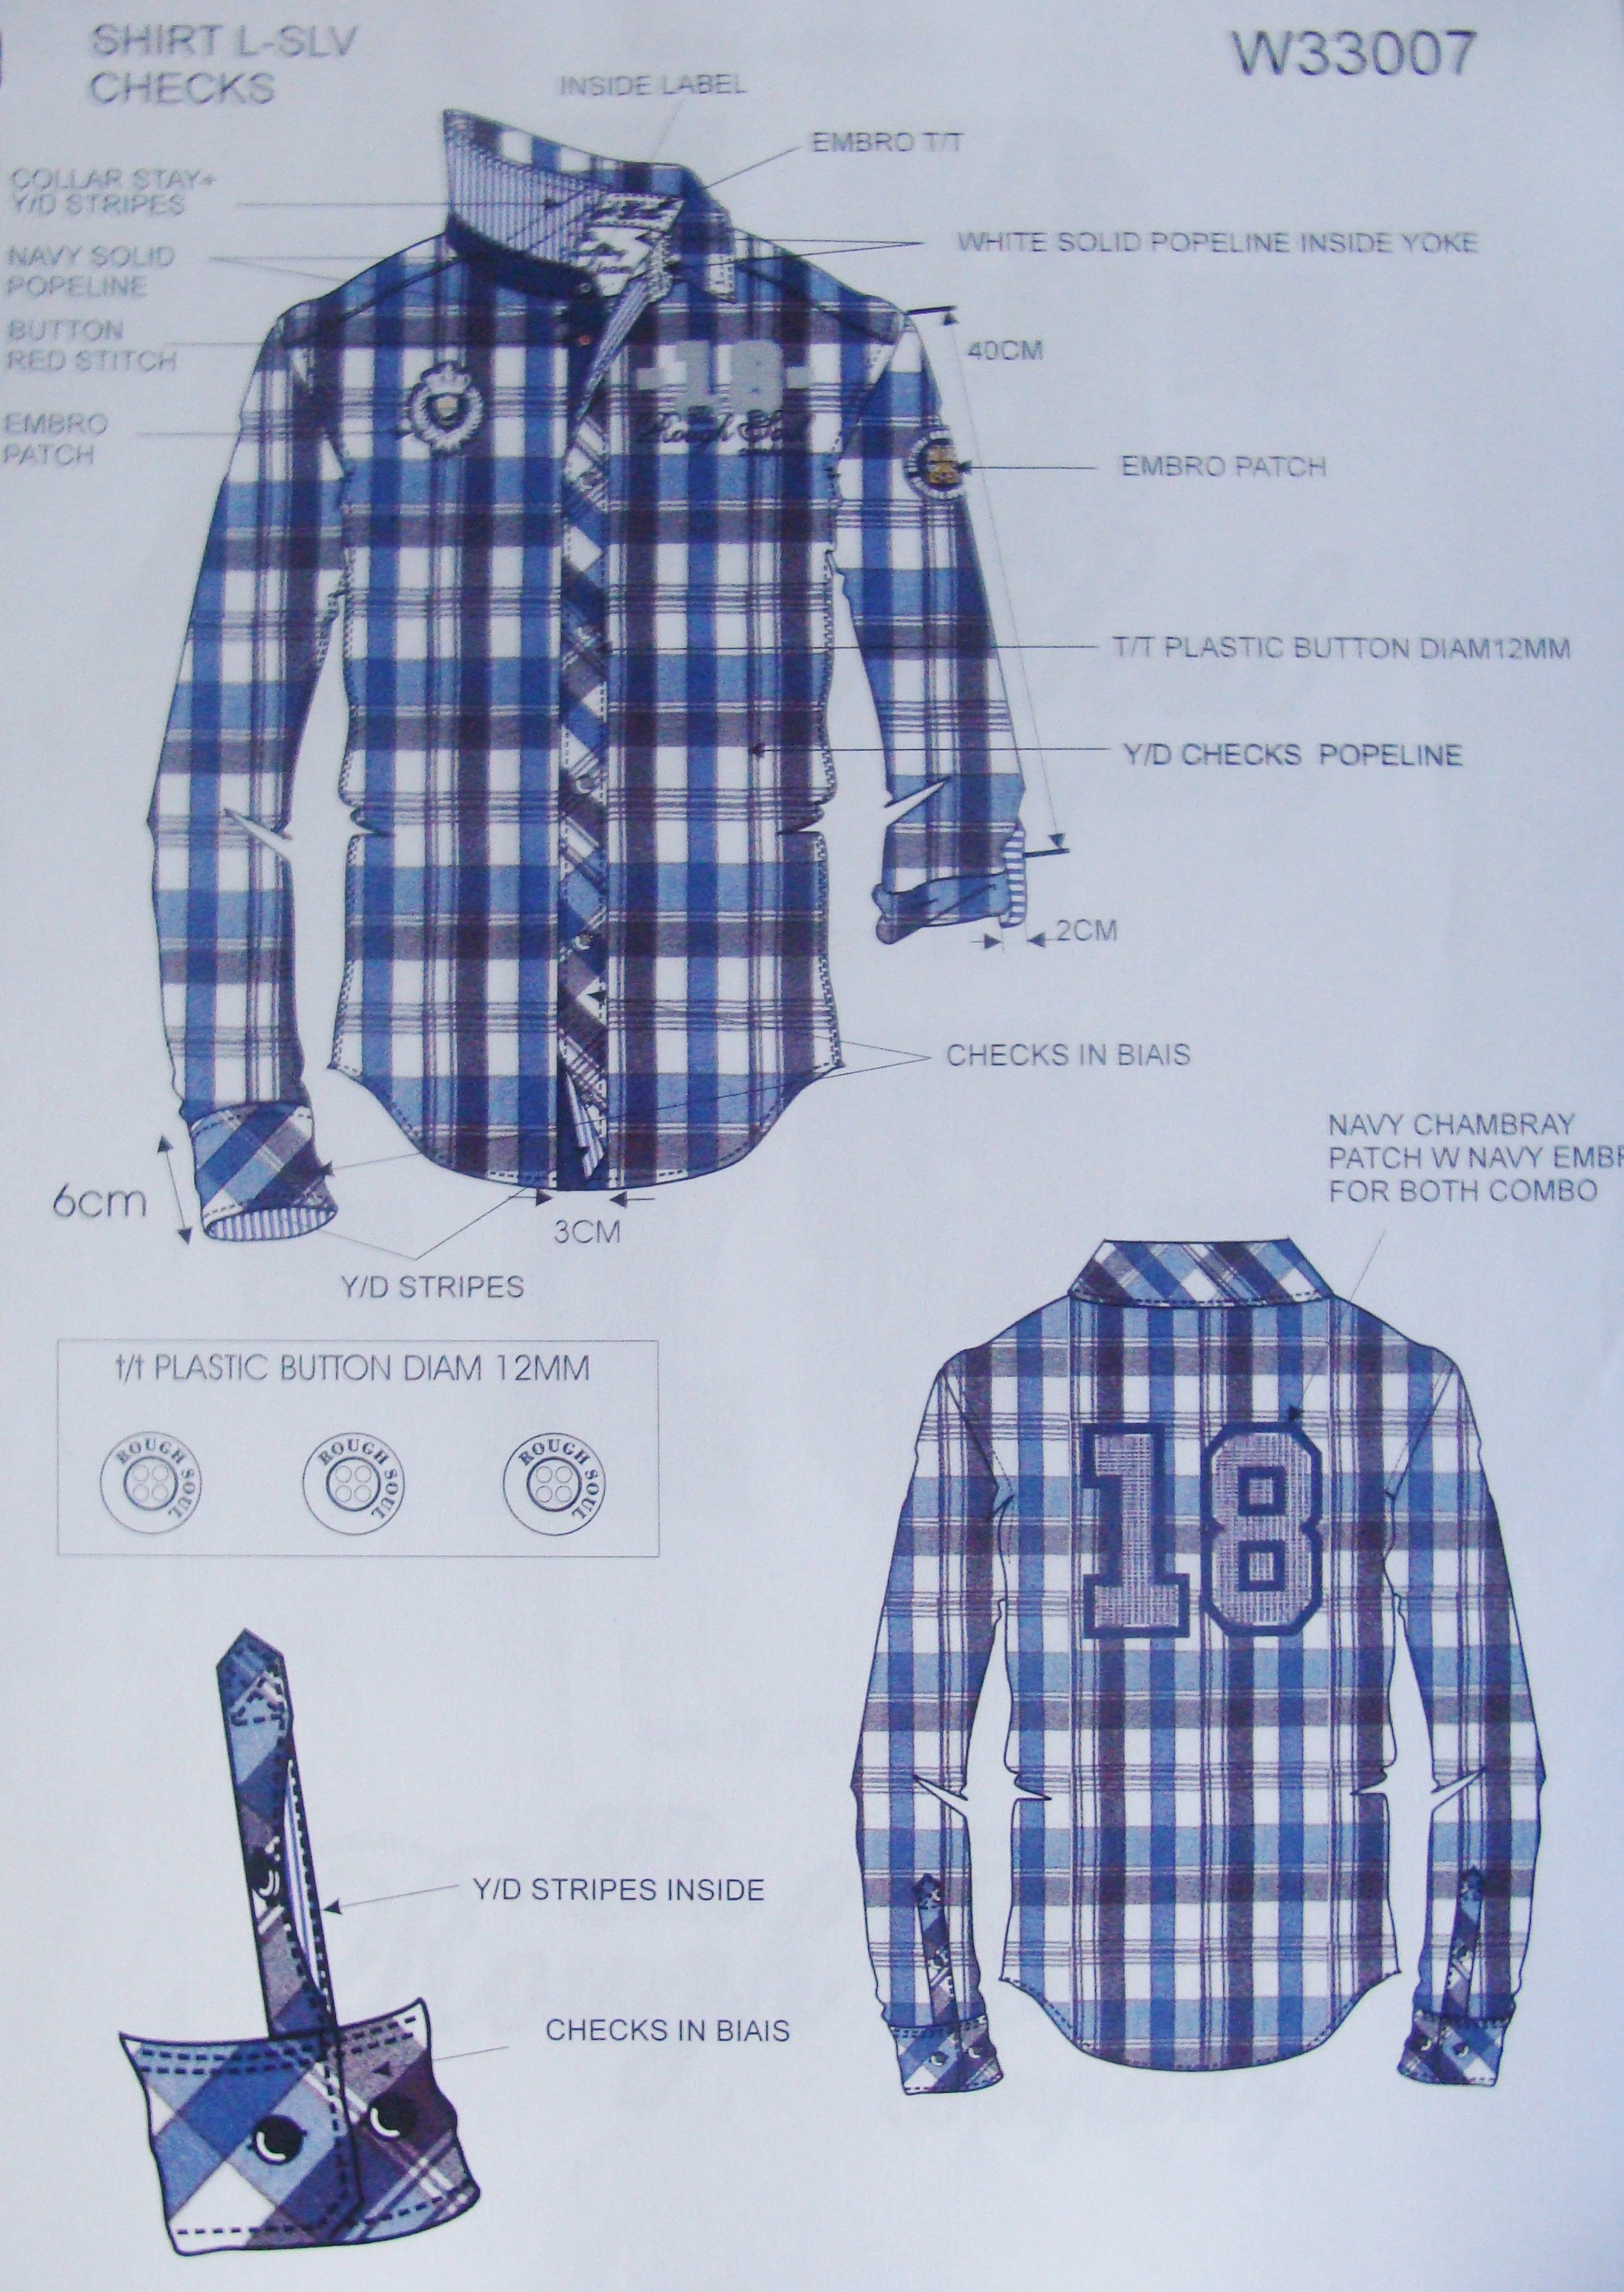 SHIRT L-SLV
CHECKS
W33007
INSIDE LABEL
EMBRO T/T
COLLAR STAY+
Y/D STRIPES
WHITE SOLID POPELINE INSIDE YOKE
NAVY SOLID
POPELINE
BUTTON
RED STITCH
40CM
18
Rough Soul
EMBRO
PATCH
EMBRO PATCH
T/T PLASTIC BUTTON DIAM12MM
Y/D CHECKS POPELINE
2CM
CHECKS IN BIAIS
6cm
3CM
Y/D STRIPES
NAVY CHAMBRAY
PATCH W NAVY EMBR
FOR BOTH COMBO
t/t PLASTIC BUTTON DIAM 12MM
ROUGH SOUL
ROUGH SOUL
ROUGH SOUL
18
Y/D STRIPES INSIDE
CHECKS IN BIAIS